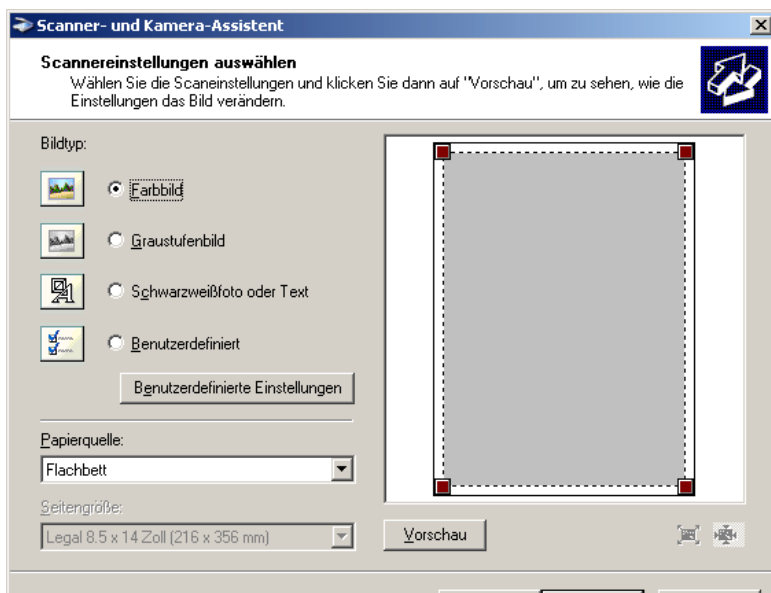 Scanner- und Kamera-Assistent
Scannereinstellungen auswählen
Wählen Sie die Scaneinstellungen und klicken Sie dann auf "Vorschau", um zu sehen, wie die
Einstellungen das Bild verändern.
Bildtyp:
Farbbild
Graustufenbild
Schwarzweißfoto oder Text
Benutzerdefiniert
Benutzerdefinierte Einstellungen
Papierquelle:
Flachbett
Seitengröße:
Legal 8.5 x 14 Zoll (216 x 356 mm)
Vorschau